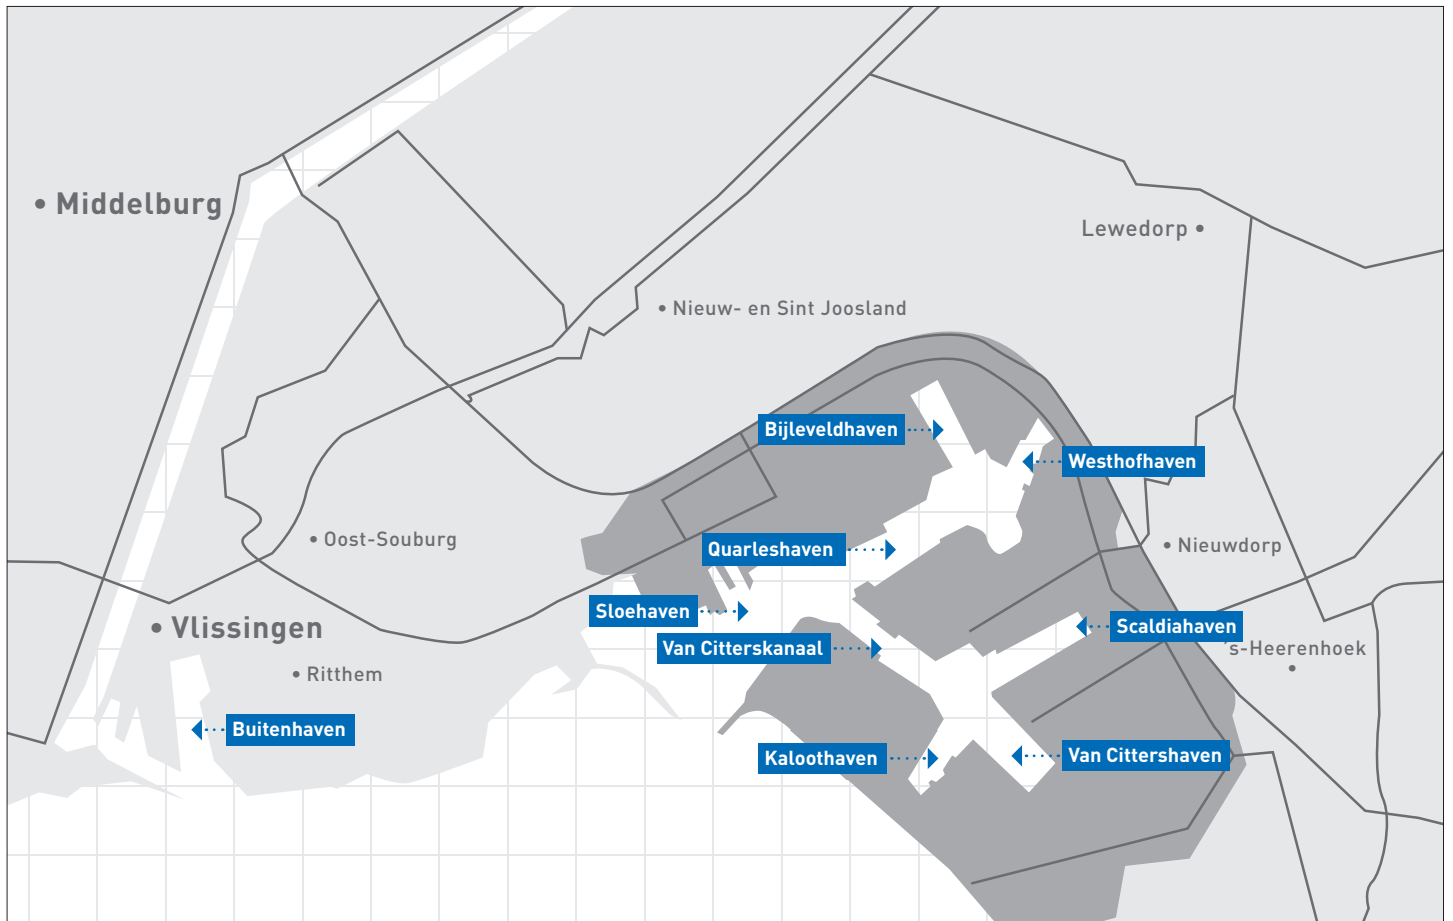 • Middelburg
Lewedorp •
• Nieuw- en Sint Joosland
Bijleveldhaven
Westhofhaven
• Oost-Souburg
Quarleshaven
• Nieuwdorp
Sloehaven
• Vlissingen
Scaldiahaven
Van Citterskanaal
's-Heerenhoek
• Ritthem
Buitenhaven
Kaloothaven
Van Cittershaven